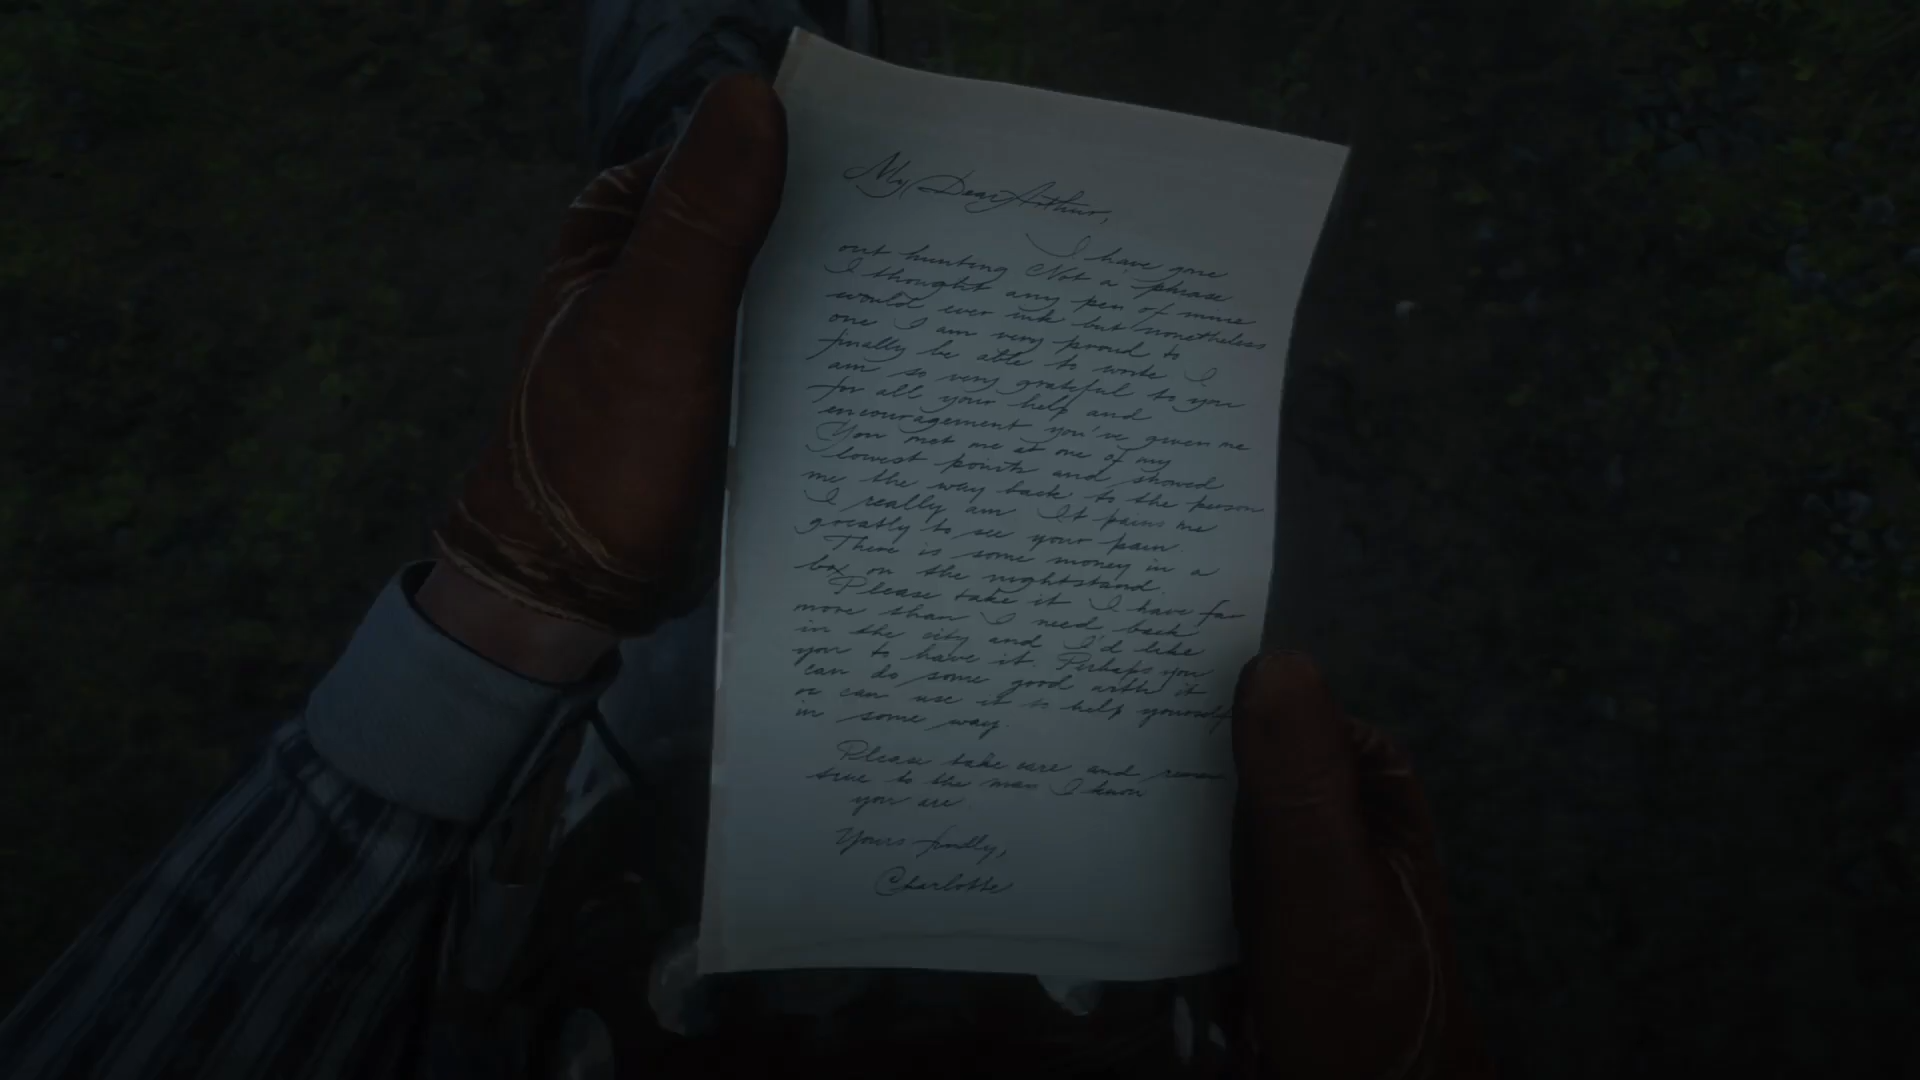 My Dear Arthur,
I have gone
out hunting Not a phrase
I thought any pen of mine
would ever ink but nonetheless
one I am very proud to
finally be able to write I
am so very grateful to you
for all your help and
encouragement you've given me
You met me at one of my
lowest points and showed
me the way back to the person
I really am It pains me
greatly to see your pain
There is some money in a
box on the nightstand.
Please take it I have far
more than I need back
in the city and I'd like
you to have it. Perhaps you
can do some good with it
or can use it to help yourself
in some way.
Please take care and
true to the man I know
you are
Yours fondly,
Charlotte